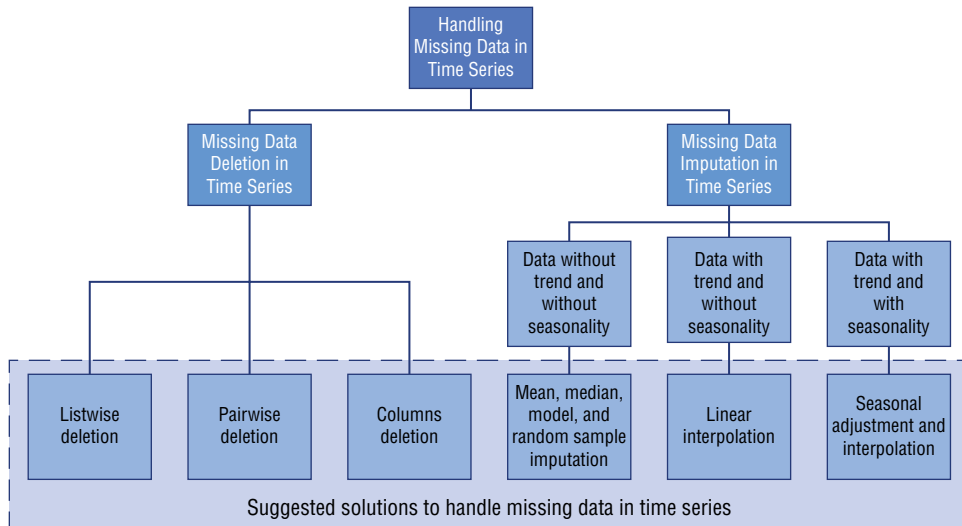 Handling
Missing Data in
Time Series
Missing Data
Deletion in
Time Series
Missing Data
Imputation in
Time Series
Data without
trend and
without
seasonality
Data with
trend and
without
seasonality
Data with
trend and
with
seasonality
Listwise
deletion
Pairwise
deletion
Columns
deletion
Mean, median,
model, and
random sample
imputation
Linear
interpolation
Seasonal
adjustment and
interpolation
Suggested solutions to handle missing data in time series